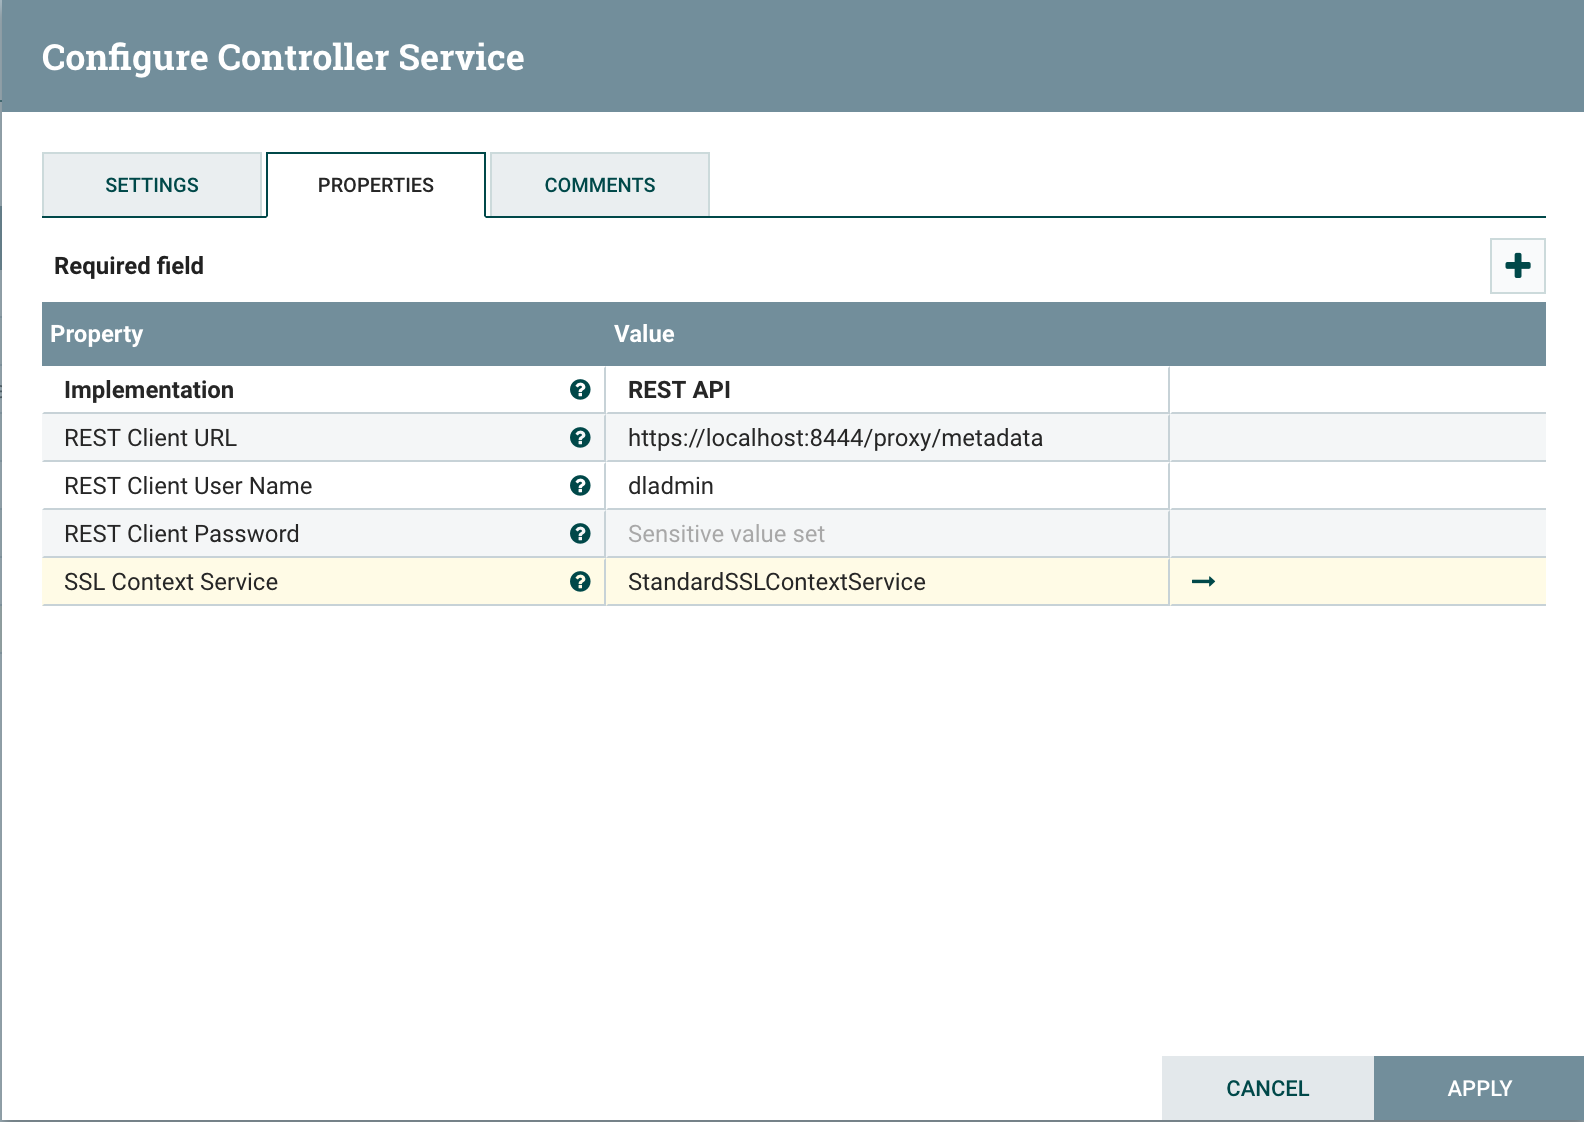 Configure Controller Service
SETTINGS PROPERTIES COMMENTS
Required field
Property Value
Implementation REST API
REST Client URL https://localhost:8444/proxy/metadata
REST Client User Name dladmin
REST Client Password Sensitive value set
SSL Context Service StandardSSLContextService
CANCEL APPLY